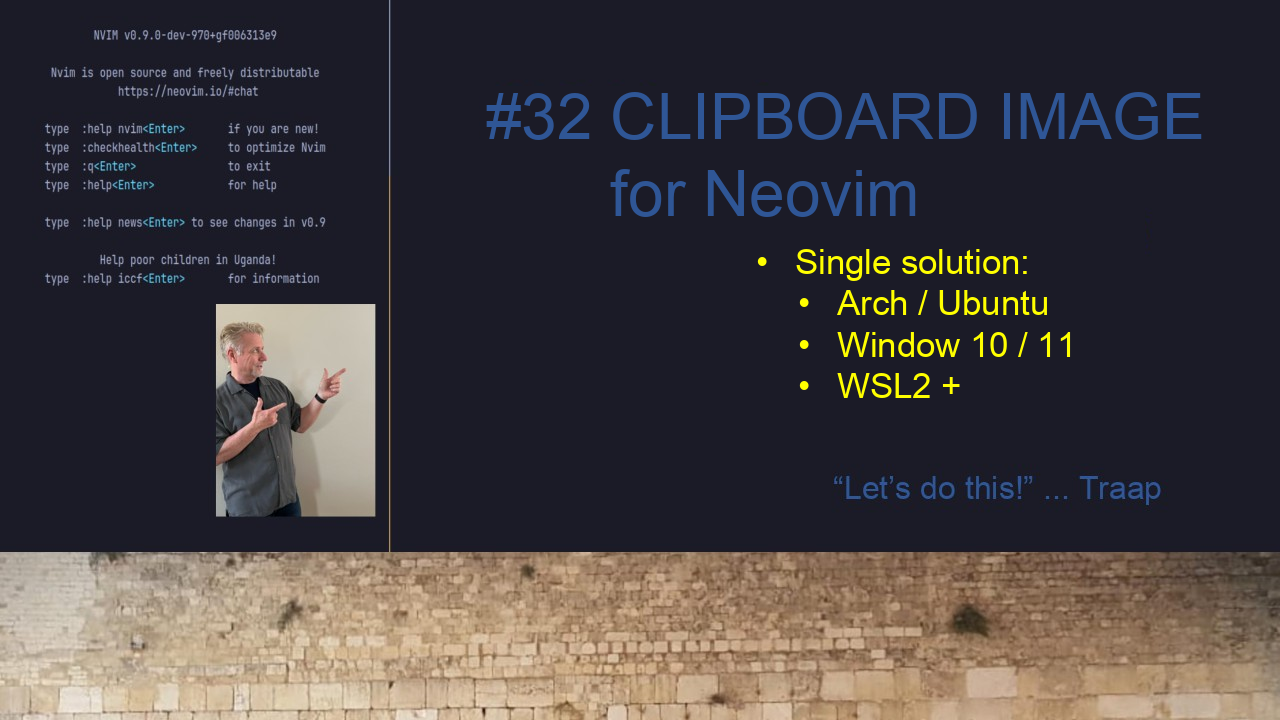 NVIM v0.9.0-dev-970+gf006313e9
Nvim is open source and freely distributable
https://neovim.io/#chat
type :help nvim<Enter> if you are new!
type :checkhealth<Enter> to optimize Nvim
type :q<Enter> to exit
type :help<Enter> for help
type :help news<Enter> to see changes in v0.9
Help poor children in Uganda!
type :help iccf<Enter> for information
#32 CLIPBOARD IMAGE
for Neovim
• Single solution:
• Arch / Ubuntu
• Window 10 / 11
• WSL2 +
“Let’s do this!” ... Traap